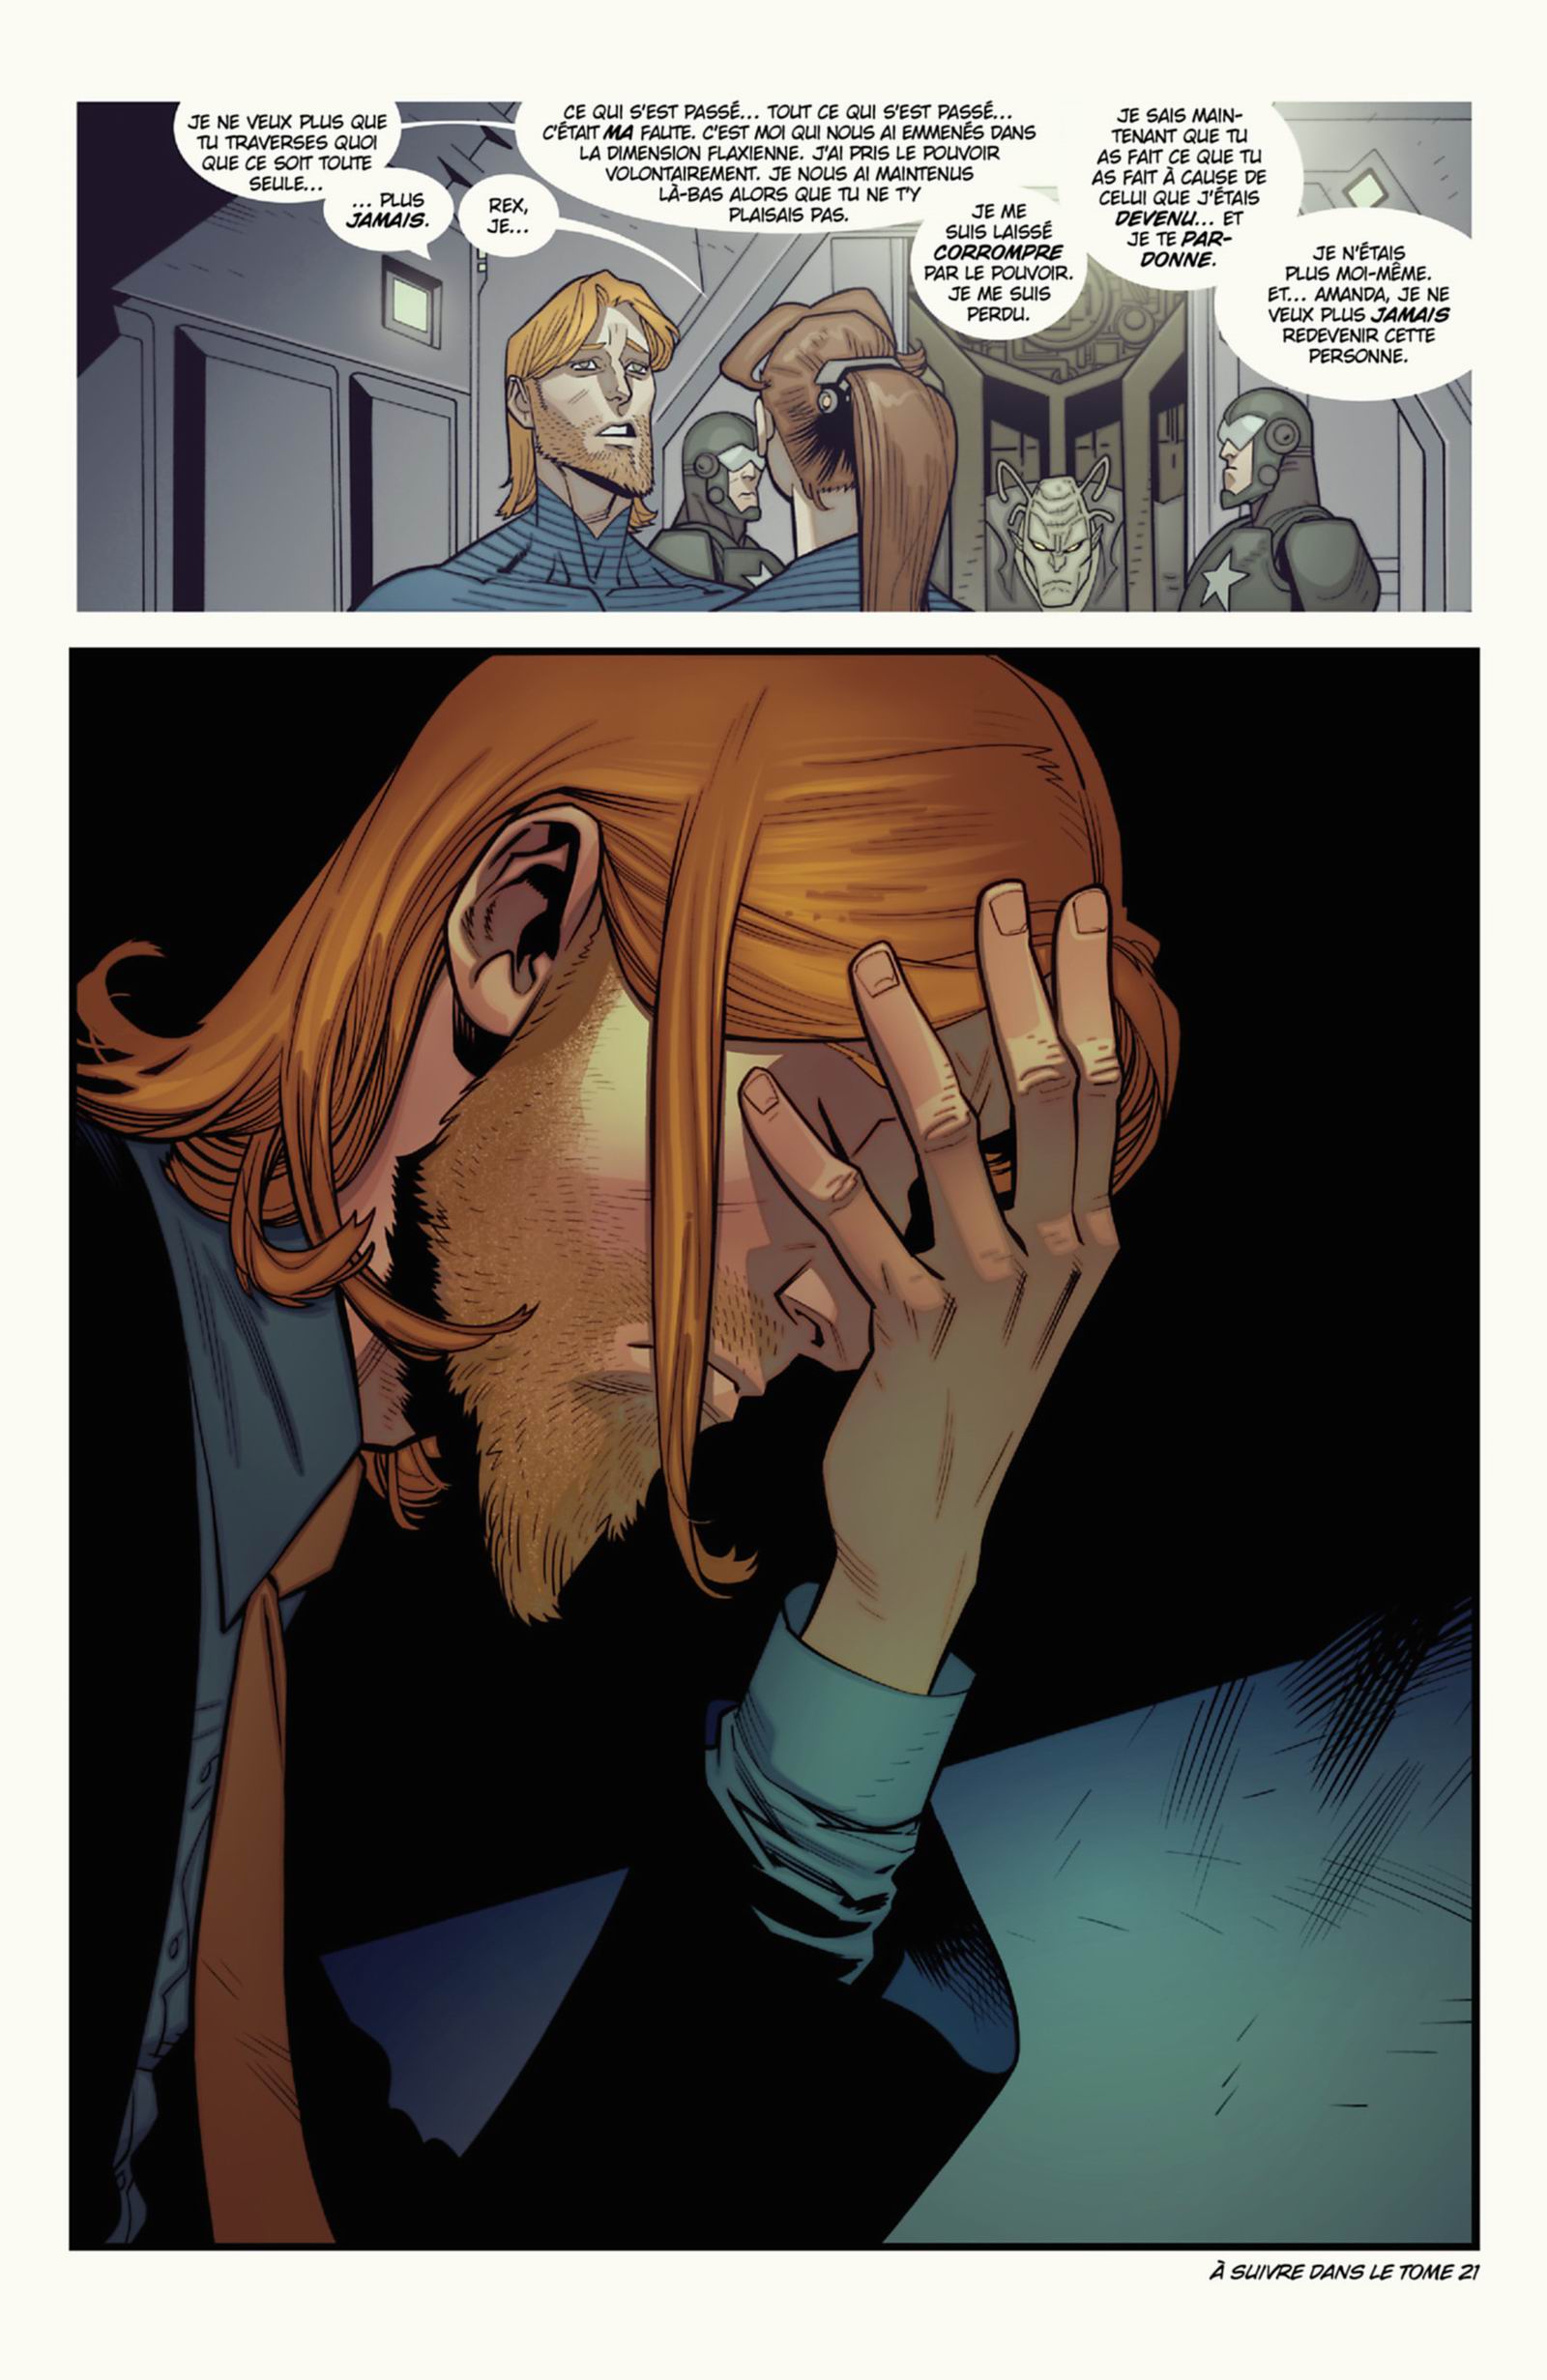 JE NE VEUX PLUS QUE
TU TRAVERSES QUOI
QUE CE SOIT TOUTE
SEULE...
... PLUS
JAMAIS.
REX,
JE...
CE QUI S'EST PASSÉ... TOUT CE QUI S'EST PASSÉ...
C'ÉTAIT MA FAUTE. C'EST MOI QUI NOUS AI EMMENÉS DANS
LA DIMENSION FLAXIENNE. J'AI PRIS LE POUVOIR
VOLONTAIREMENT. JE NOUS AI MAINTENUS
LÀ-BAS ALORS QUE TU NE T'Y
PLAISAIS PAS.
JE ME
SUIS LAISSÉ
CORROMPRE
PAR LE POUVOIR.
JE ME SUIS
PERDU.
JE SAIS MAIN-
TENANT QUE TU
AS FAIT CE QUE TU
AS FAIT À CAUSE DE
CELUI QUE J'ÉTAIS
DEVENU... ET
JE TE PAR-
DONNE.
JE N'ÉTAIS
PLUS MOI-MÊME.
ET... AMANDA, JE NE
VEUX PLUS JAMAIS
REDEVENIR CETTE
PERSONNE.
À SUIVRE DANS LE TOME 21